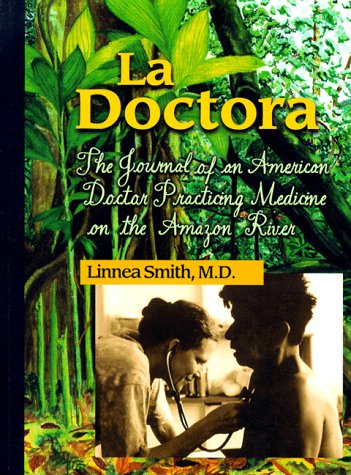 La
Doctora
The Journal of an American
Doctor Practicing Medicine
on the Amazon River
Linnea Smith, M.D.